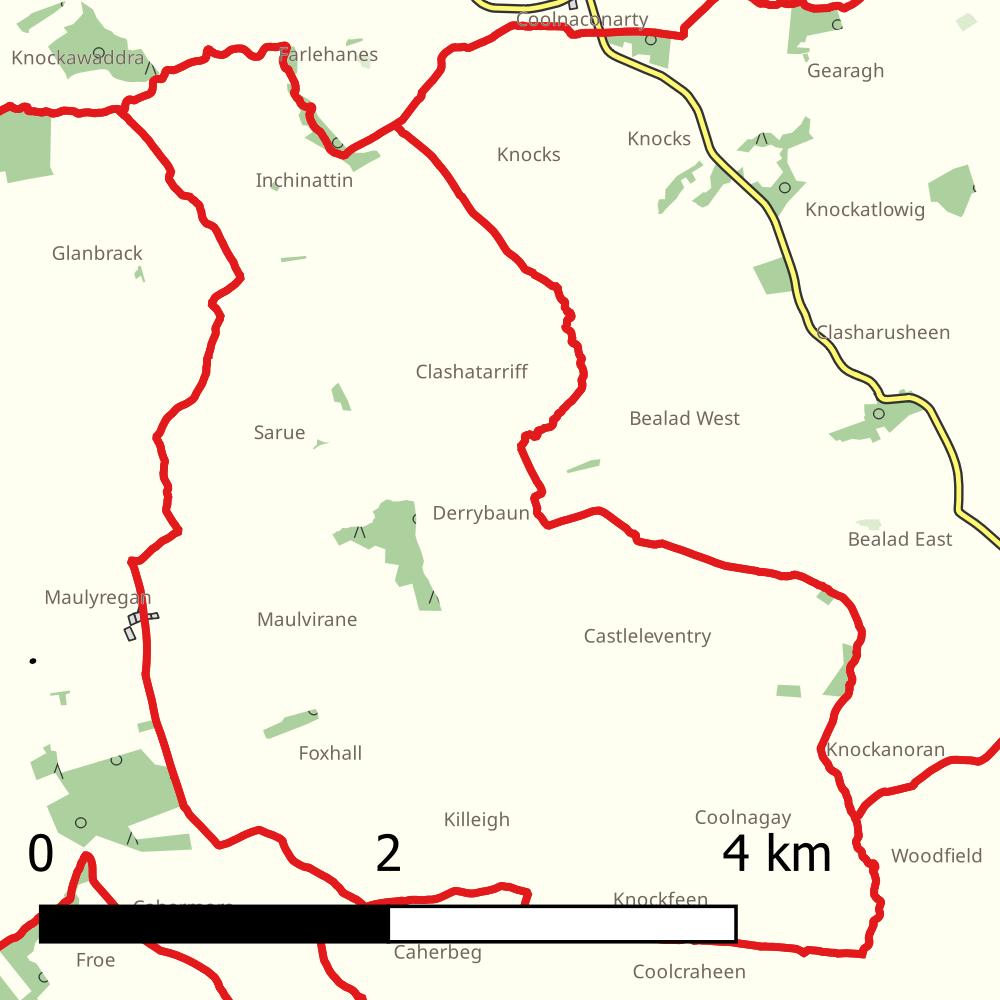 Coolnaconarty
Knockawaddra
Farlehanes
Gearagh
Knocks
Knocks
Inchinattin
Knockatlowig
Glanbrack
Clasharusheen
Clashatarriff
Bealad West
Sarue
Derrybaun
Bealad East
Maulyregan
Maulvirane
Castleleventry
Foxhall
Knockanoran
Killeigh
Coolnagay
0 2 4 km
Woodfield
Cahermore
Knockfeen
Caherbeg
Froe
Coolcraheen